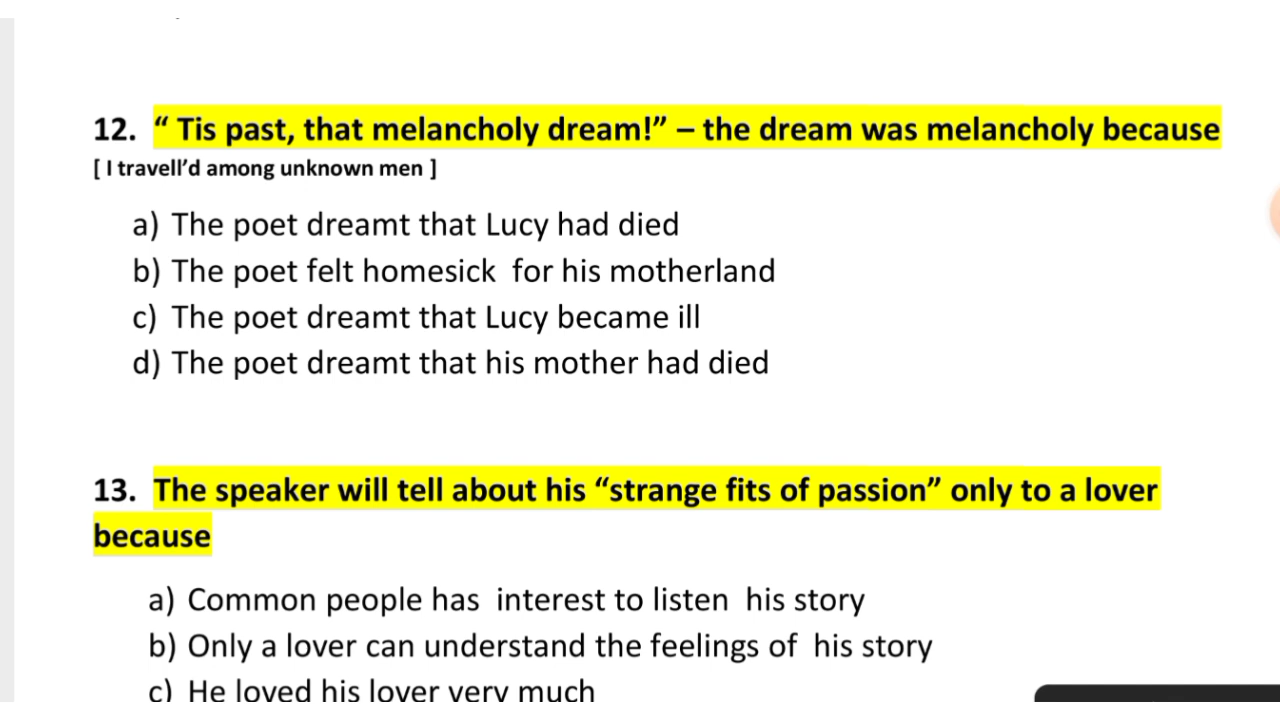 12. “ Tis past, that melancholy dream!” – the dream was melancholy because
[ I travell’d among unknown men ]
a) The poet dreamt that Lucy had died
b) The poet felt homesick for his motherland
c) The poet dreamt that Lucy became ill
d) The poet dreamt that his mother had died
13. The speaker will tell about his “strange fits of passion” only to a lover
because
a) Common people has interest to listen his story
b) Only a lover can understand the feelings of his story
c) He loved his lover very much